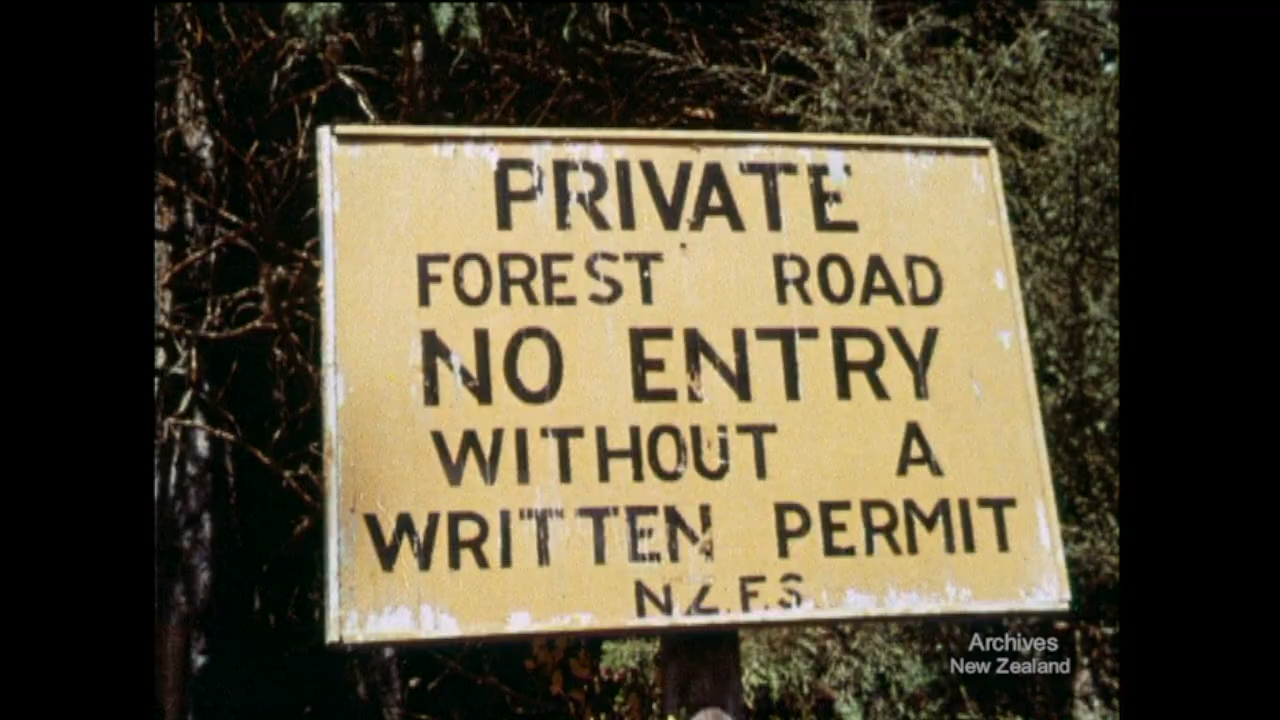 PRIVATE
FOREST ROAD
NO ENTRY
WITHOUT A
WRITTEN PERMIT
N.Z.F.S.
Archives
New Zealand